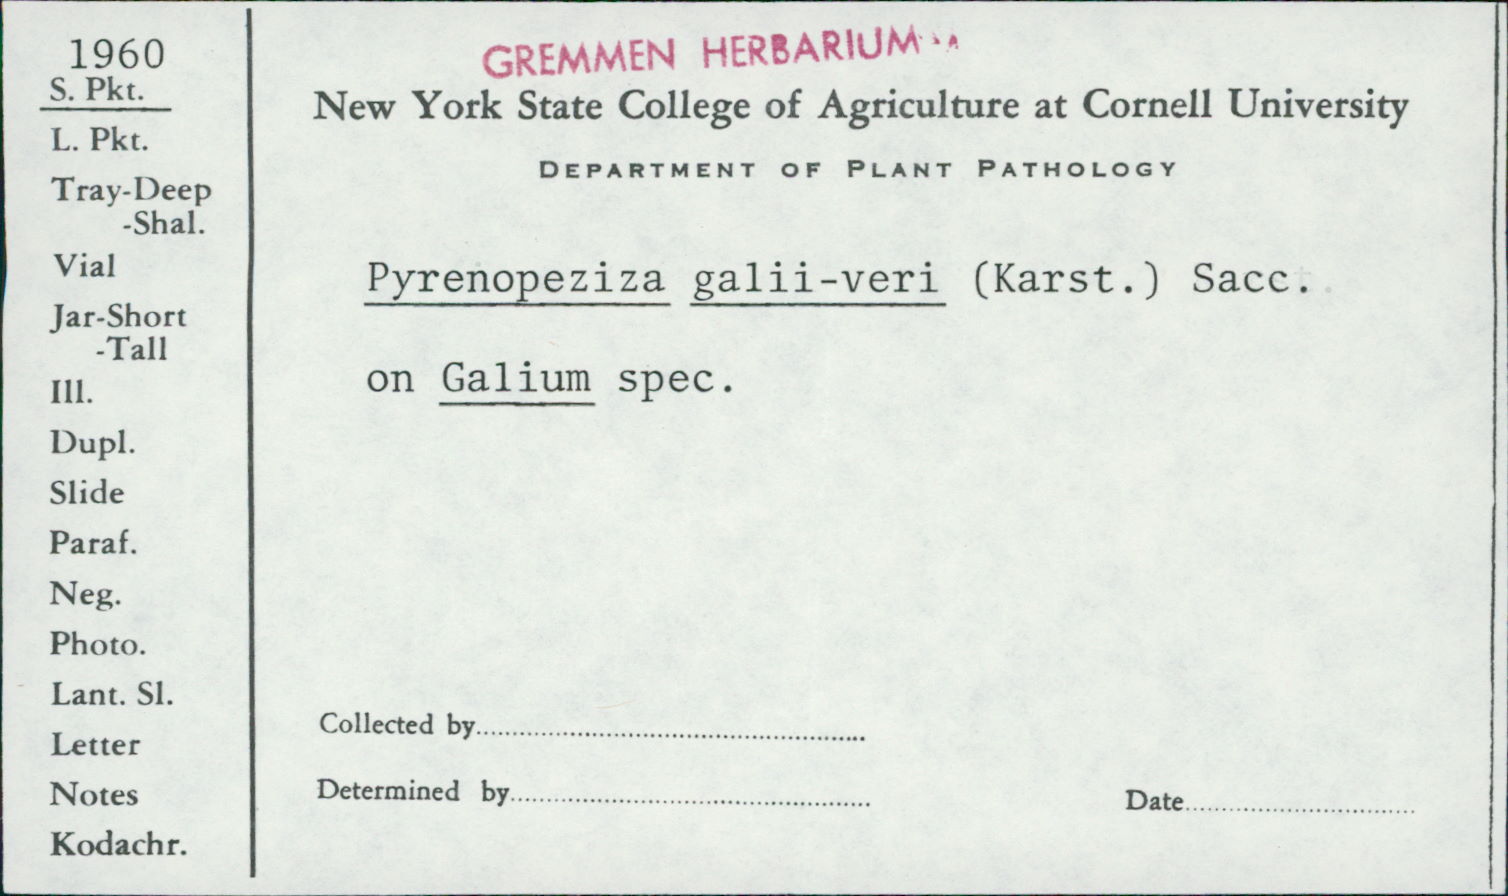 1960
S. Pkt.
L. Pkt.
Tray-Deep
-Shal.
Vial
Jar-Short
-Tall
Ill.
Dupl.
Slide
Paraf.
Neg.
Photo.
Lant. Sl.
Letter
Notes
Kodachr.
GREMMEN HERBARIUM
New York State College of Agriculture at Cornell University
DEPARTMENT OF PLANT PATHOLOGY
Pyrenopeziza galii-veri (Karst.) Sacc.
on Galium spec.
Collected by
Determined by
Date